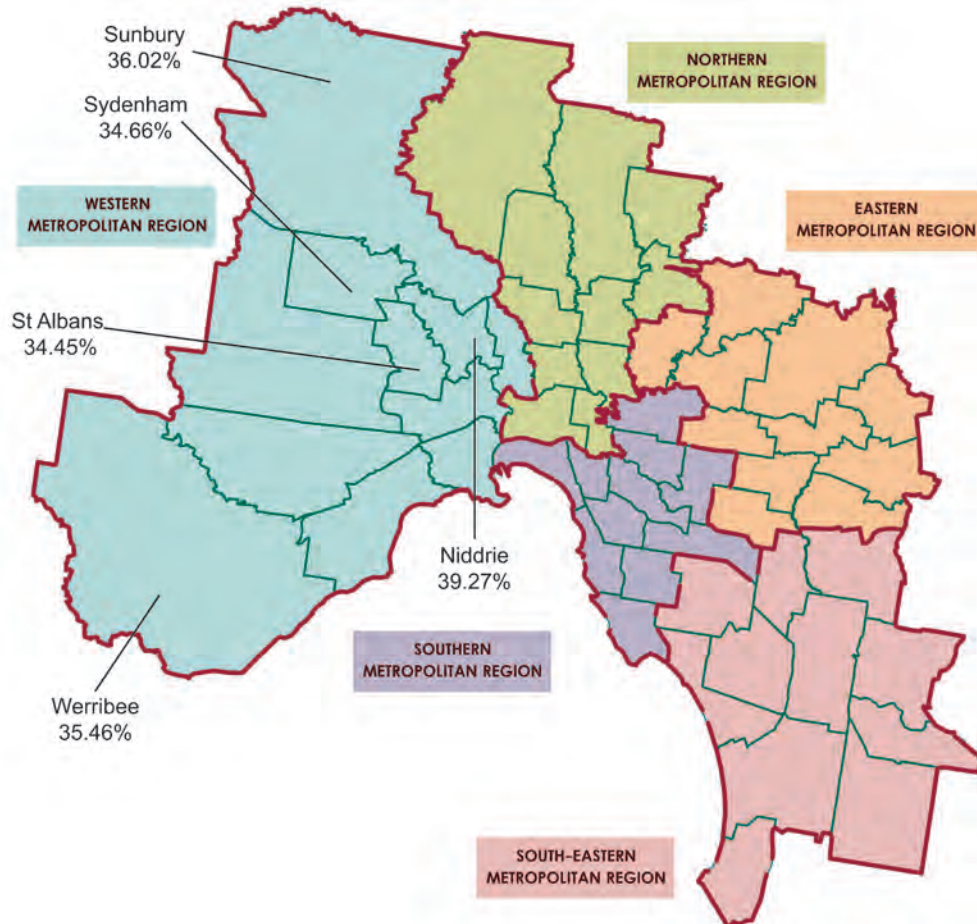 Sunbury
36.02%
Sydenham
34.66%
NORTHERN
METROPOLITAN REGION
WESTERN
METROPOLITAN REGION
EASTERN
METROPOLITAN REGION
St Albans
34.45%
Niddrie
39.27%
SOUTHERN
METROPOLITAN REGION
Werribee
35.46%
SOUTH-EASTERN
METROPOLITAN REGION